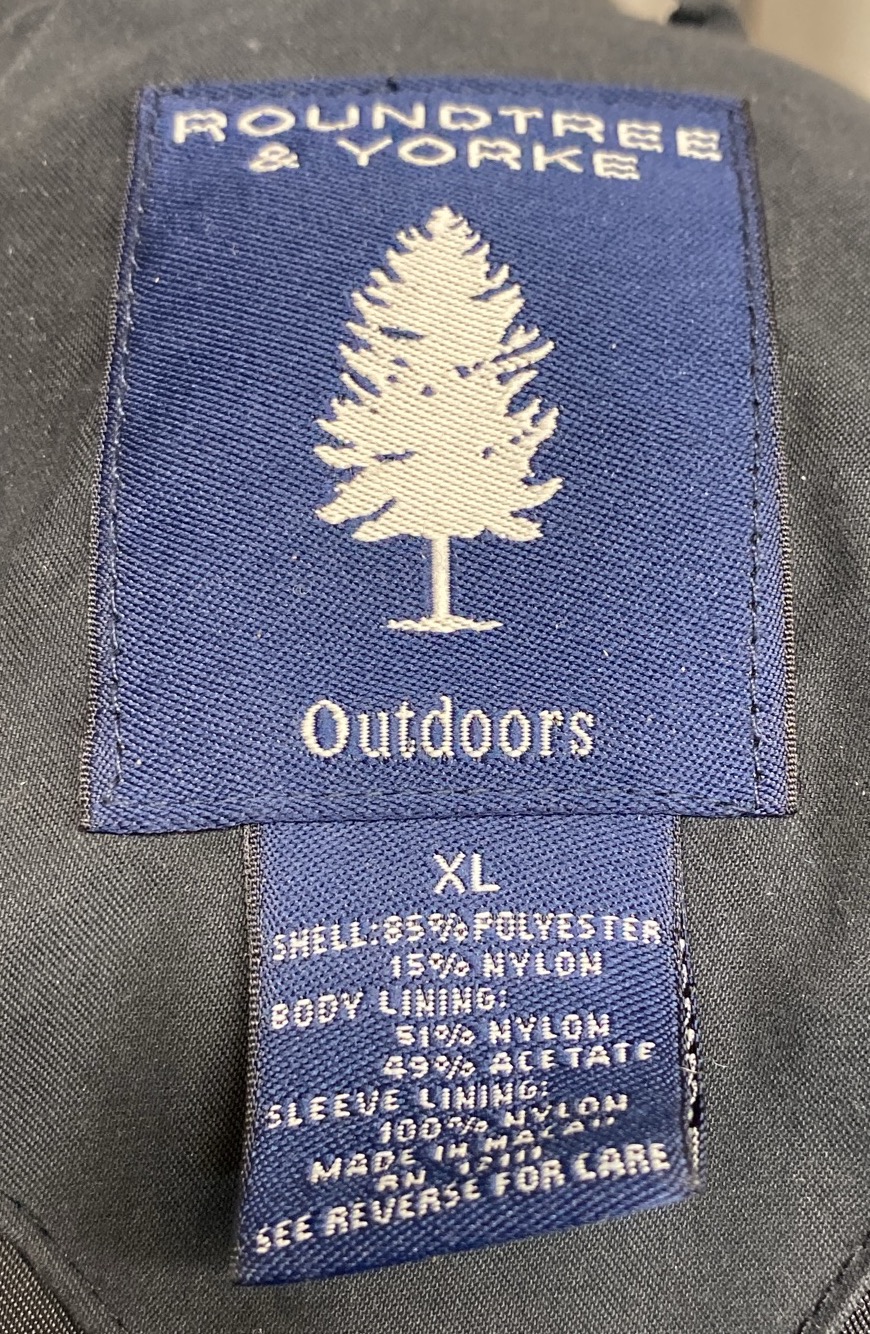 ROUNDTREE
& YORKE
Outdoors
XL
SHELL:85% POLYESTER
15% NYLON
BODY LINING:
51% NYLON
49% ACETATE
SLEEVE LINING:
100% NYLON
MADE IN MACAU
RN
SEE REVERSE FOR CARE